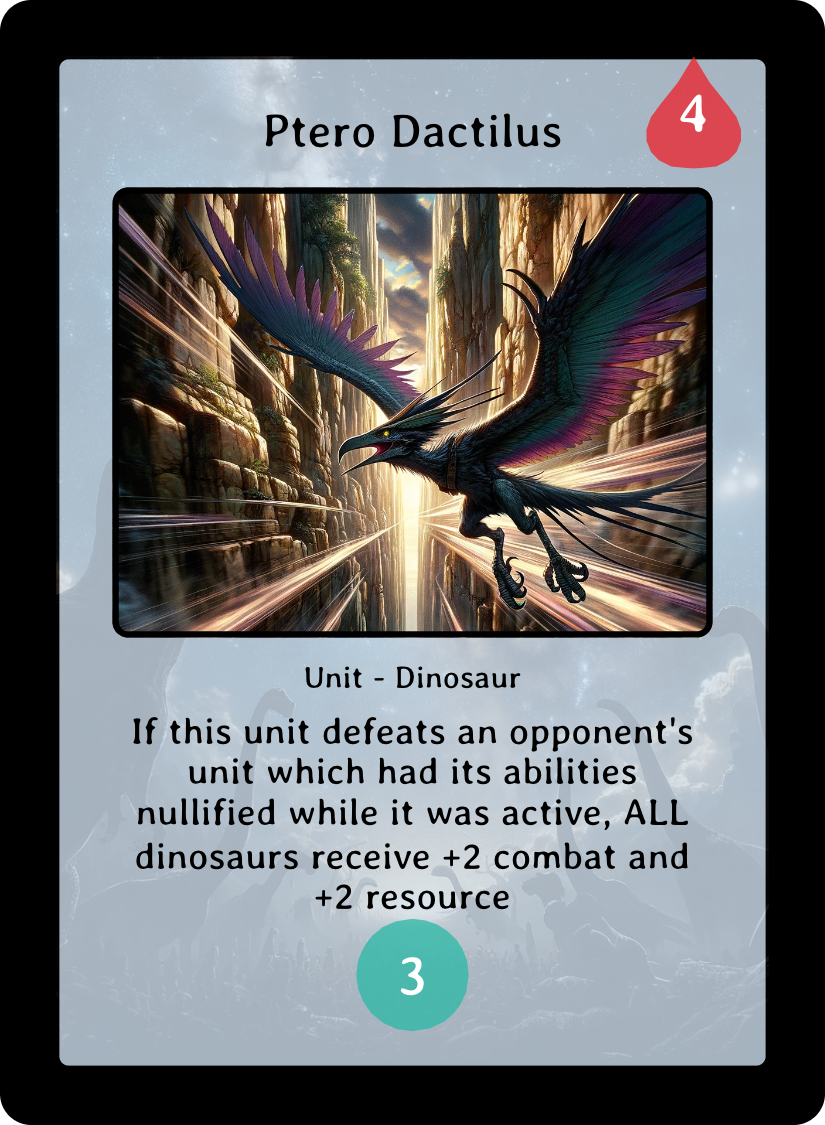 Ptero Dactilus
4
Unit - Dinosaur
If this unit defeats an opponent's
unit which had its abilities
nullified while it was active, ALL
dinosaurs receive +2 combat and
+2 resource
3